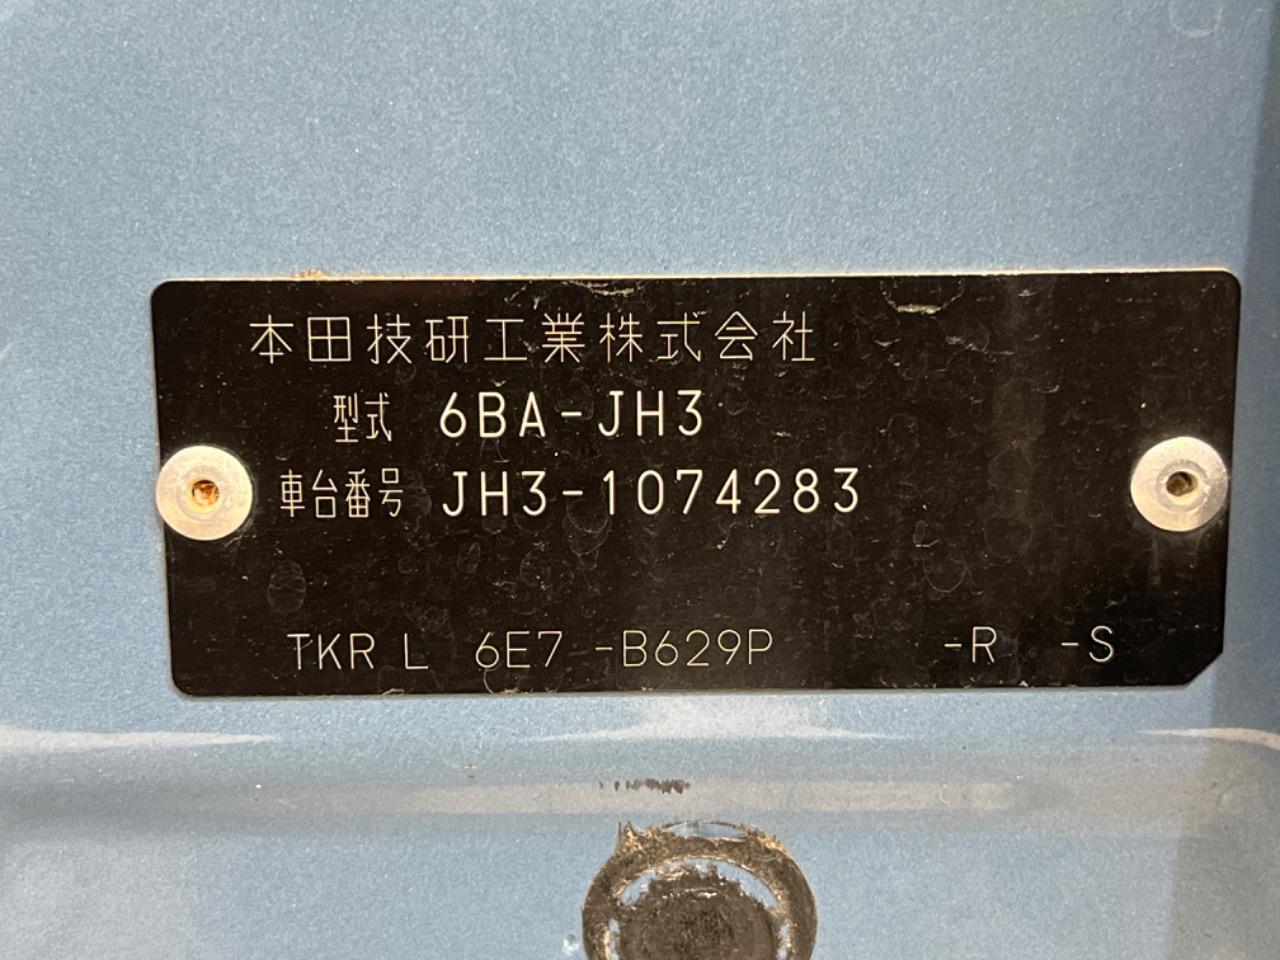 本田技研工業株式会社
型式 6BA-JH3
車台番号 JH3-1074283
TKR L 6E7 -B629P -R -S